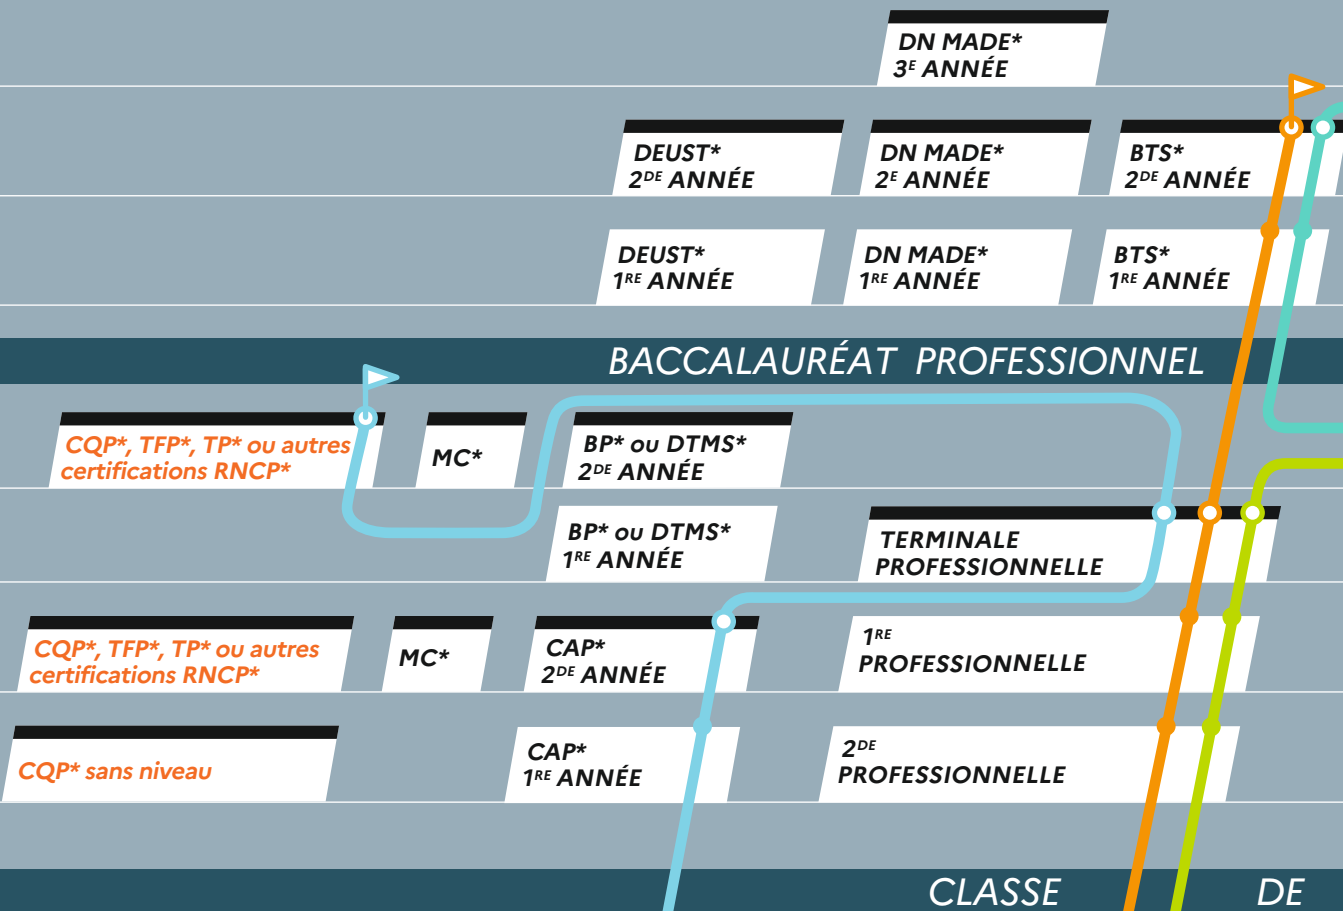 DN MADE*
3E ANNÉE
DEUST*
2DE ANNÉE
DN MADE*
2E ANNÉE
BTS*
2DE ANNÉE
DEUST*
1RE ANNÉE
DN MADE*
1RE ANNÉE
BTS*
1RE ANNÉE
BACCALAURÉAT PROFESSIONNEL
CQP*, TFP*, TP* ou autres
certifications RNCP*
MC*
BP* ou DTMS*
2DE ANNÉE
BP* ou DTMS*
1RE ANNÉE
TERMINALE
PROFESSIONNELLE
CQP*, TFP*, TP* ou autres
certifications RNCP*
MC*
CAP*
2DE ANNÉE
1RE
PROFESSIONNELLE
CQP* sans niveau
CAP*
1RE ANNÉE
2DE
PROFESSIONNELLE
CLASSE DE